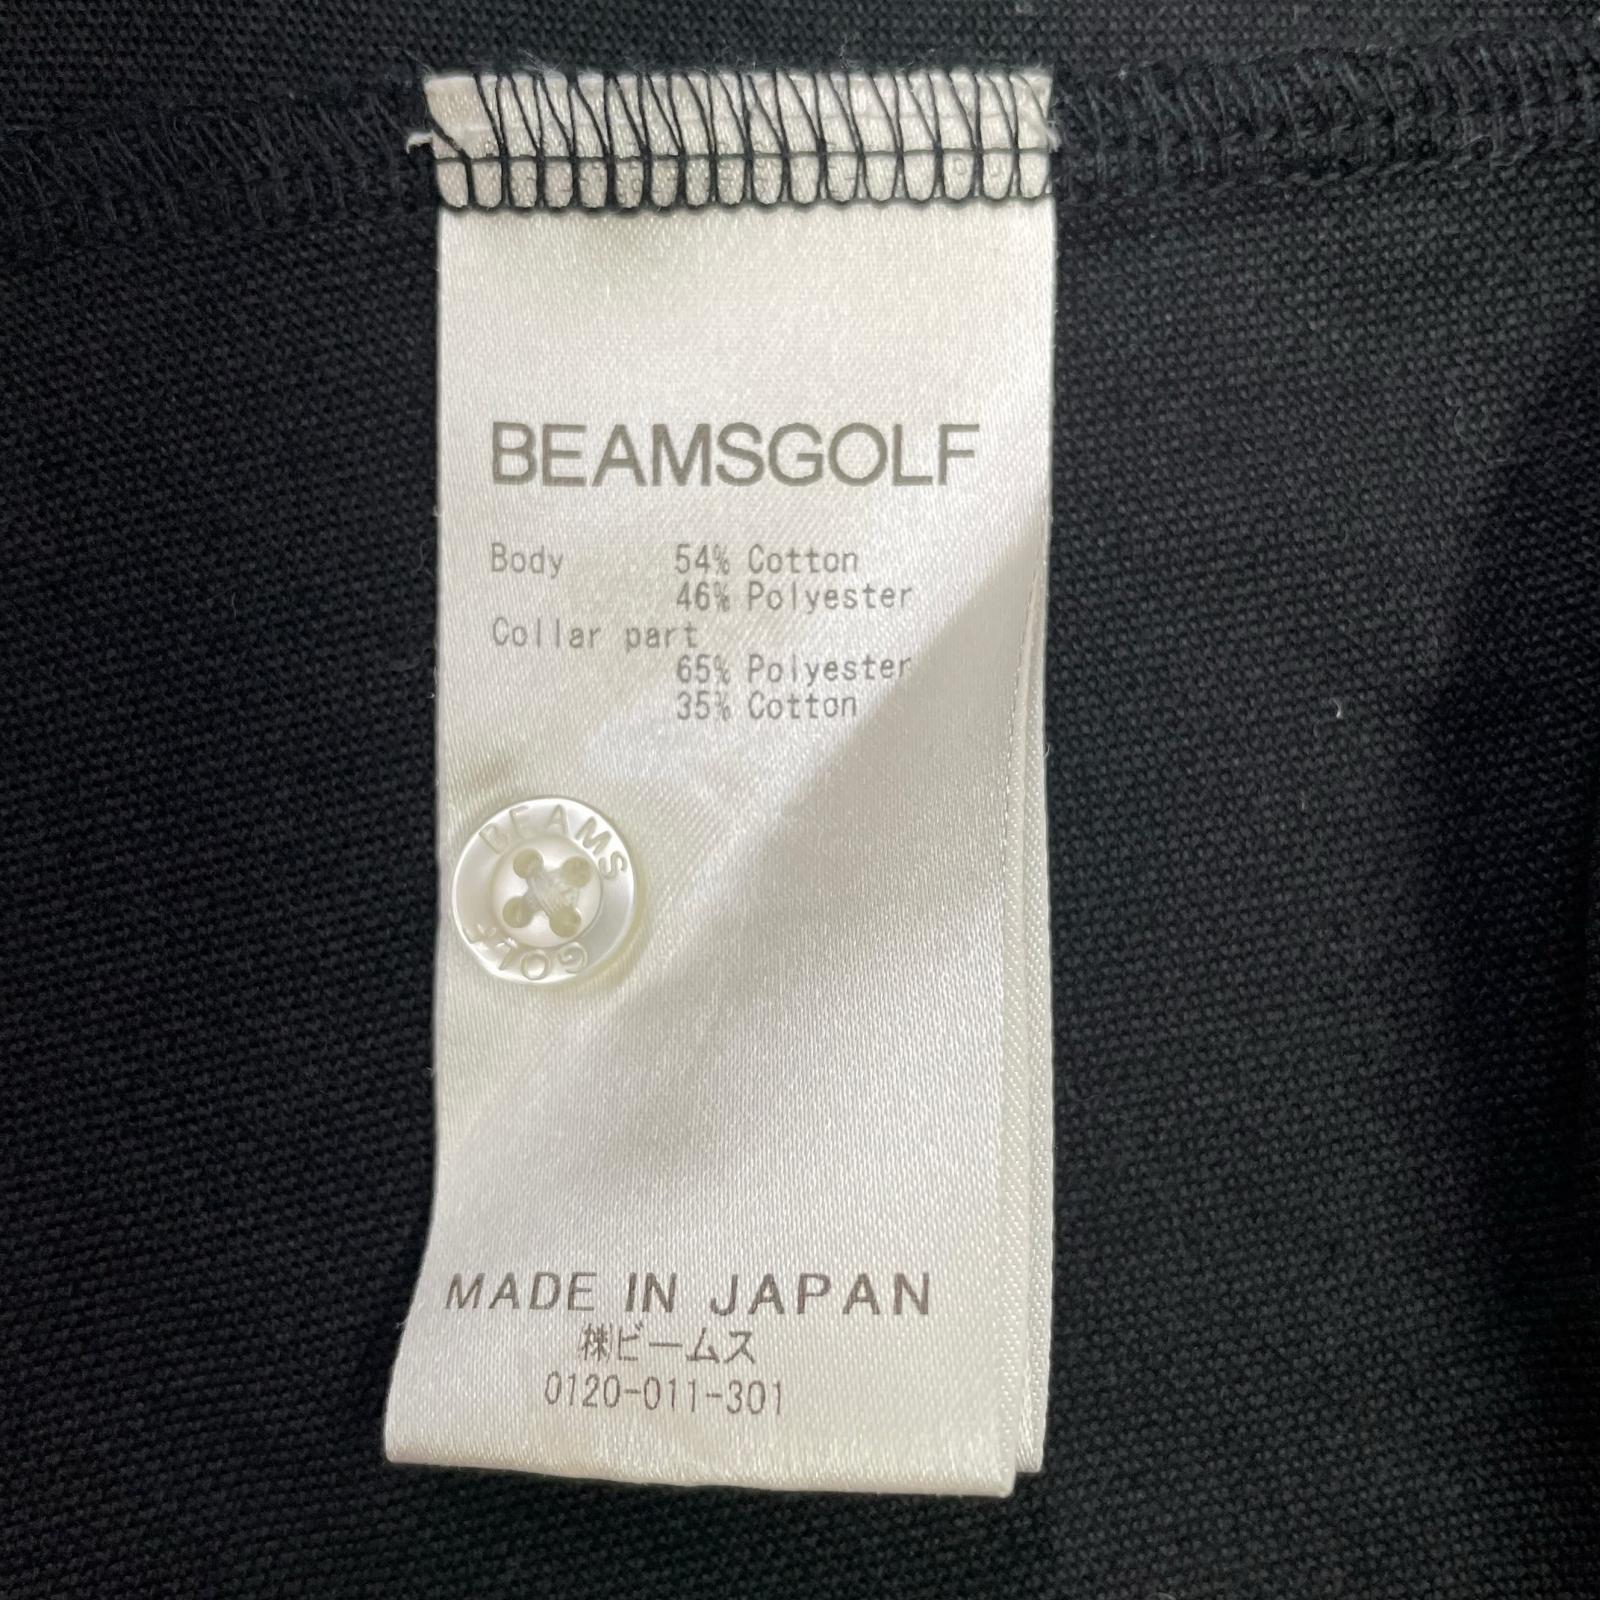 BEAMSGOLF
Body 54% Cotton
46% Polyester
Collar part
65% Polyester
35% Cotton
BEAMS
GOLF
MADE IN JAPAN
㈱ビームス
0120-011-301